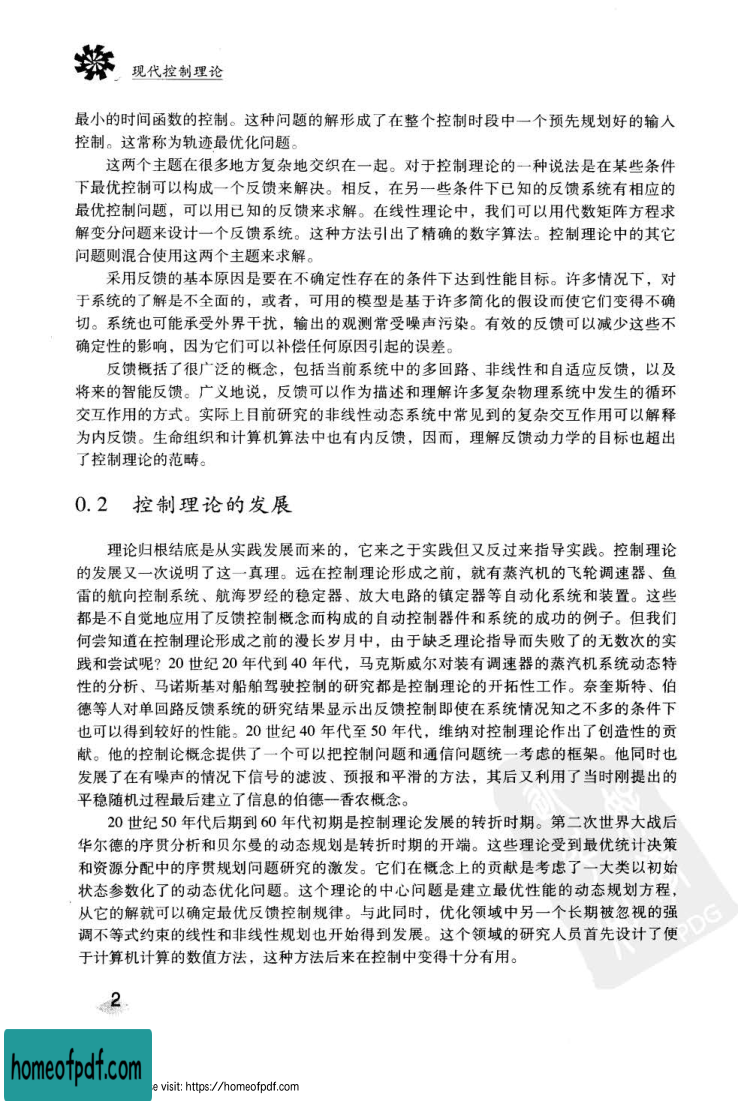 现代控制理论
最小的时间函数的控制。这种问题的解形成了在整个控制时段中一个预先规划好的输入
控制。这常称为轨迹最优化问题。
这两个主题在很多地方复杂地交织在一起。对于控制理论的一种说法是在某些条件
下最优控制可以构成一个反馈来解决。相反，在另一些条件下已知的反馈系统有相应的
最优控制问题，可以用已知的反馈来求解。在线性理论中，我们可以用代数矩阵方程求
解变分问题来设计一个反馈系统。这种方法引出了精确的数字算法。控制理论中的其它
问题则混合使用这两个主题来求解。
采用反馈的基本原因是要在不确定性存在的条件下达到性能目标。许多情况下，对
于系统的了解是不全面的，或者，可用的模型是基于许多简化的假设而使它们变得不确
切。系统也可能承受外界干扰，输出的观测常受噪声污染。有效的反馈可以减少这些不
确定性的影响，因为它们可以补偿任何原因引起的误差。
反馈概括了很广泛的概念，包括当前系统中的多回路、非线性和自适应反馈，以及
将来的智能反馈。广义地说，反馈可以作为描述和理解许多复杂物理系统中发生的循环
交互作用的方式。实际上目前研究的非线性动态系统中常见到的复杂交互作用可以解释
为内反馈。生命组织和计算机算法中也有内反馈，因而，理解反馈动力学的目标也超出
了控制理论的范畴。
0.2 控制理论的发展
理论归根结底是从实践发展而来的，它来之于实践但又反过来指导实践。控制理论
的发展又一次说明了这一真理。远在控制理论形成之前，就有蒸汽机的飞轮调速器、鱼
雷的航向控制系统、航海罗经的稳定器、放大电路的镇定器等自动化系统和装置。这些
都是不自觉地应用了反馈控制概念而构成的自动控制器件和系统的成功的例子。但我们
何尝知道在控制理论形成之前的漫长岁月中，由于缺乏理论指导而失败了的无数次的实
践和尝试呢？20世纪20年代到40年代，马克斯威尔对装有调速器的蒸汽机系统动态特
性的分析、马诺斯基对船舶驾驶控制的研究都是控制理论的开拓性工作。奈奎斯特、伯
德等人对单回路反馈系统的研究结果显示出反馈控制即使在系统情况知之不多的条件下
也可以得到较好的性能。20世纪40年代至50年代，维纳对控制理论作出了创造性的贡
献。他的控制论概念提供了一个可以把控制问题和通信问题统一考虑的框架。他同时也
发展了在有噪声的情况下信号的滤波、预报和平滑的方法，其后又利用了当时刚提出的
平稳随机过程最后建立了信息的伯德—香农概念。
20世纪50年代后期到60年代初期是控制理论发展的转折时期。第二次世界大战后
华尔德的序贯分析和贝尔曼的动态规划是转折时期的开端。这些理论受到最优统计决策
和资源分配中的序贯规划问题研究的激发。它们在概念上的贡献是考虑了一大类以初始
状态参数化了的动态优化问题。这个理论的中心问题是建立最优性能的动态规划方程，
从它的解就可以确定最优反馈控制规律。与此同时，优化领域中另一个长期被忽视的强
调不等式约束的线性和非线性规划也开始得到发展。这个领域的研究人员首先设计了便
于计算机计算的数值方法，这种方法后来在控制中变得十分有用。
2
homeofpdf.com
e visit: https://homeofpdf.com